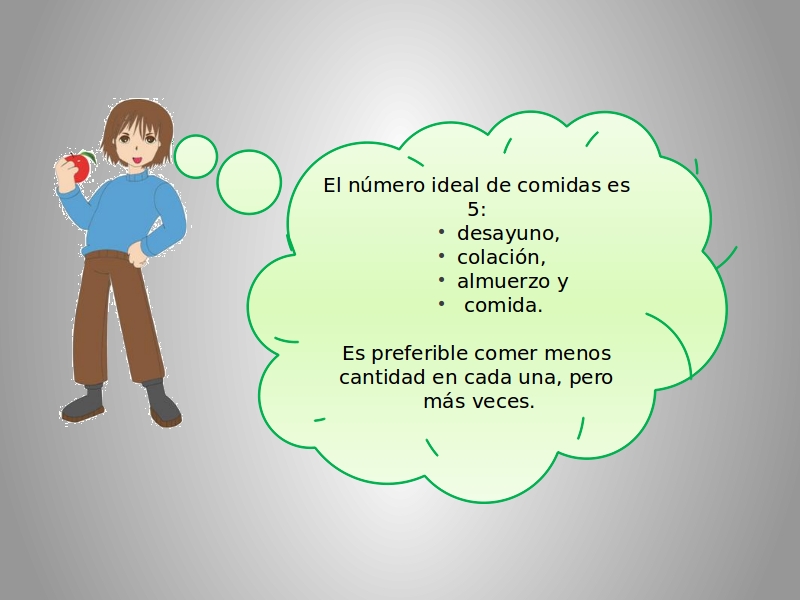 El número ideal de comidas es
5:
• desayuno,
• colación,
• almuerzo y
• comida.
Es preferible comer menos
cantidad en cada una, pero
más veces.